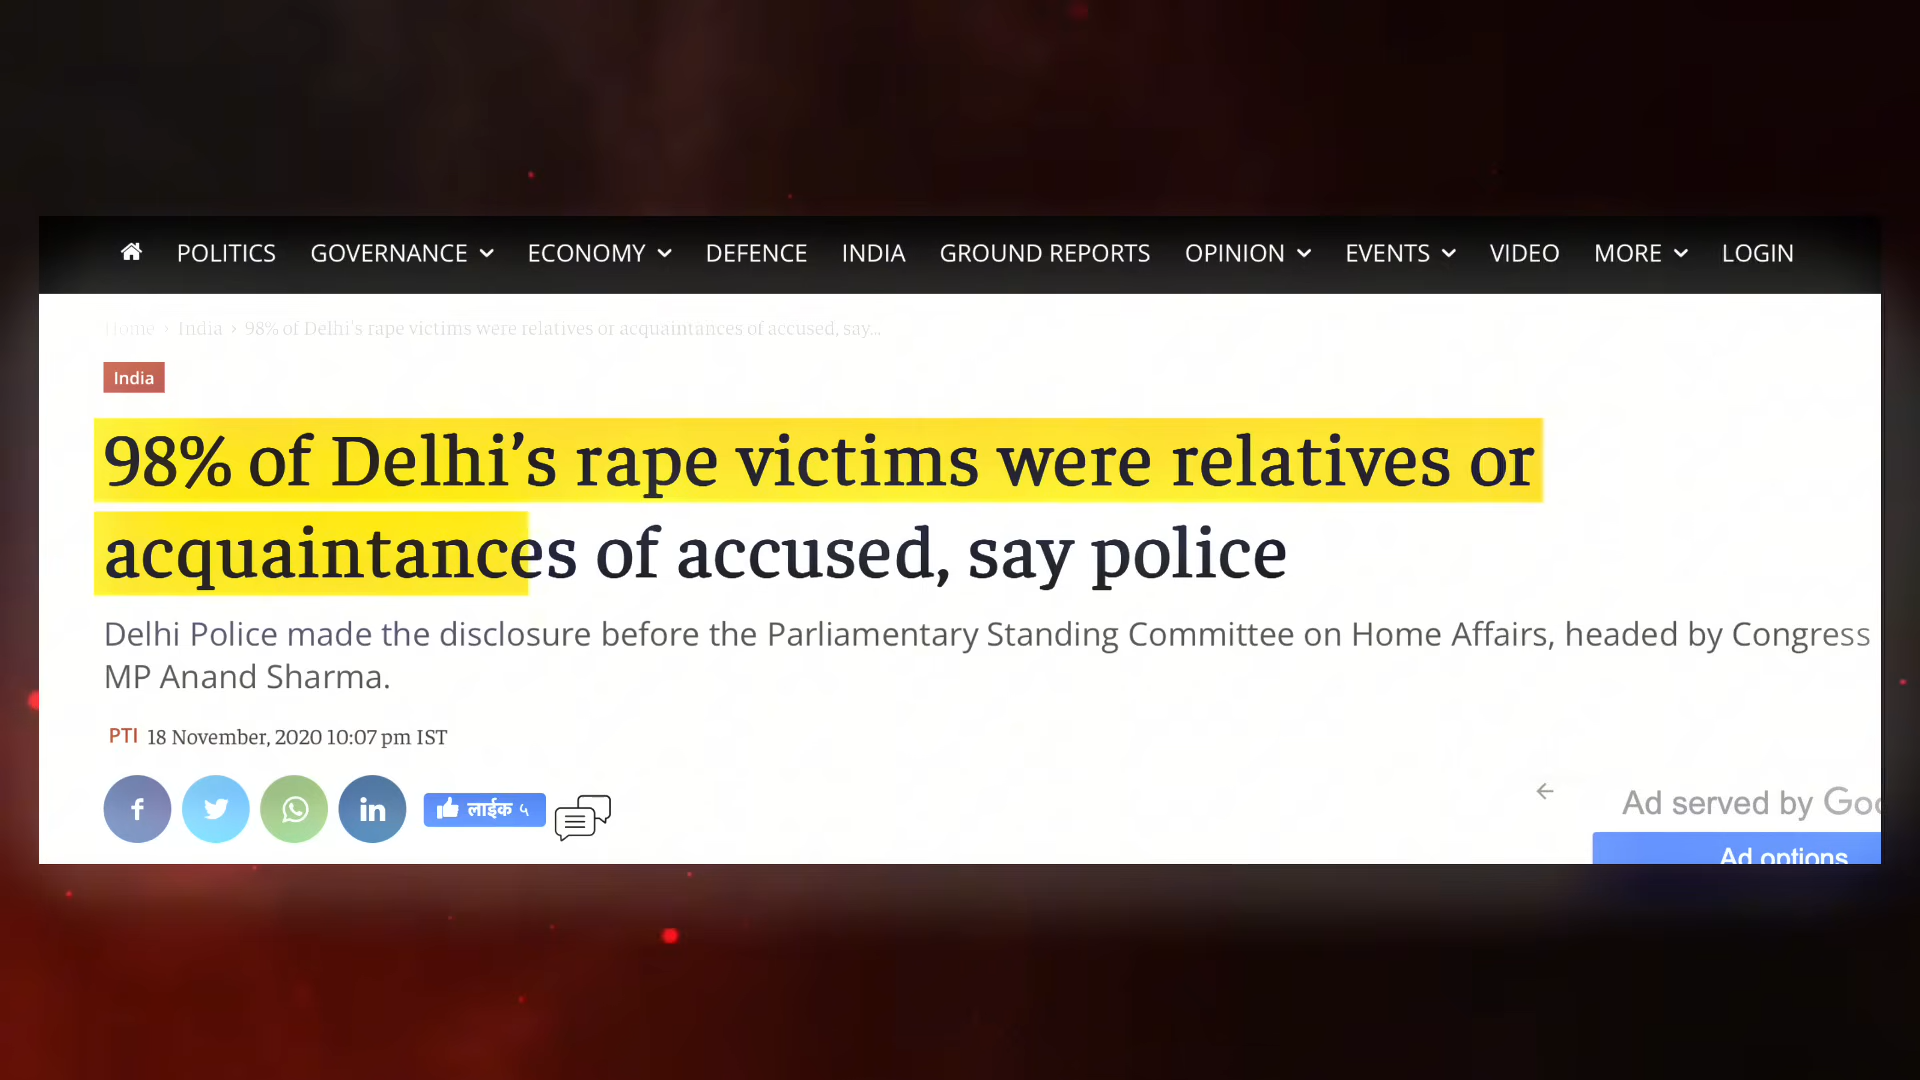 POLITICS GOVERNANCE ECONOMY DEFENCE INDIA GROUND REPORTS OPINION EVENTS VIDEO MORE LOGIN
Home › India › 98% of Delhi's rape victims were relatives or acquaintances of accused, say...
India
98% of Delhi’s rape victims were relatives or
acquaintances of accused, say police
Delhi Police made the disclosure before the Parliamentary Standing Committee on Home Affairs, headed by Congress
MP Anand Sharma.
PTI 18 November, 2020 10:07 pm IST
f in लाईक ५
Ad served by Goo
Ad options